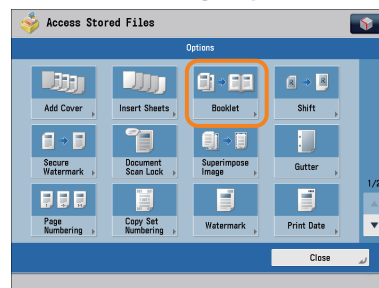 Access Stored Files
Options
Add Cover
Insert Sheets
Booklet
Shift
Secure
Watermark
Document
Scan Lock
Superimpose
Image
Gutter
1/2
Page
Numbering
Copy Set
Numbering
Watermark
Print Date
Close